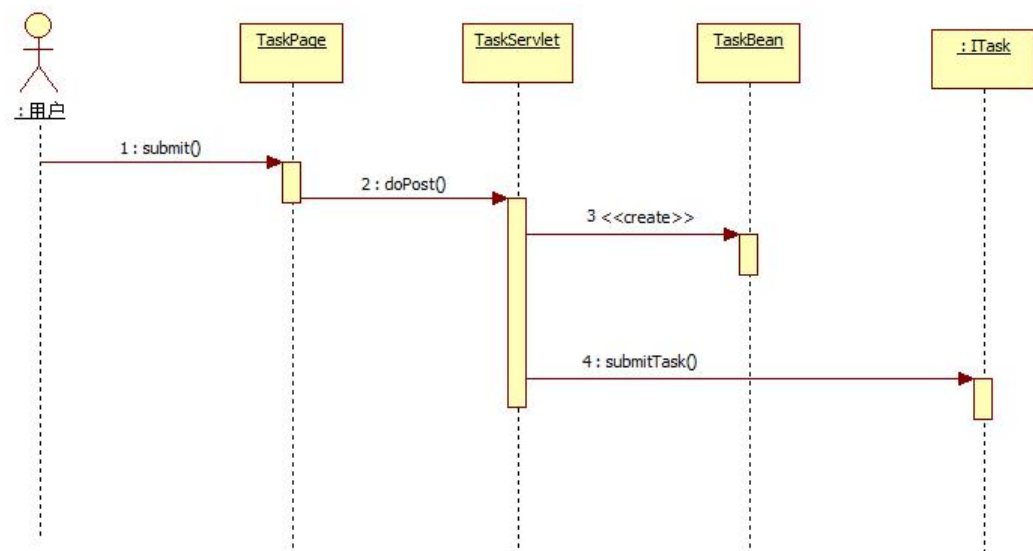 TaskPage
TaskServlet
TaskBean
: ITask
: 用户
1 : submit()
2 : doPost()
3 <<create>>
4 : submitTask()